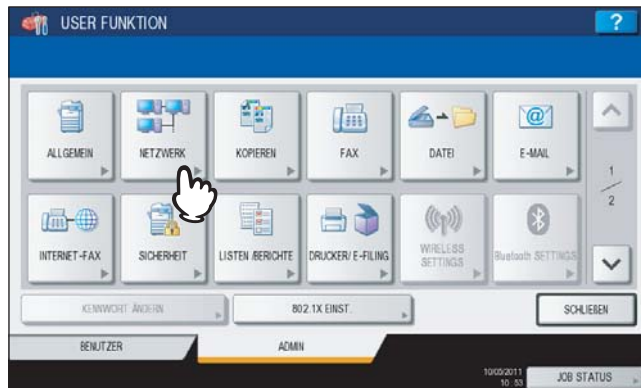 USER FUNKTION
?
ALLGEMEIN NETZWERK KOPIEREN FAX DATEI E-MAIL
1
2
INTERNET-FAX SICHERHEIT LISTEN /BERICHTE DRUCKER/ E-FILING WIRELESS SETTINGS Bluetooth SETTINGS
KENNWORT ÄNDERN 802.1X EINST. SCHLIEßEN
BENUTZER ADMIN
10/03/2011
10 53 JOB STATUS